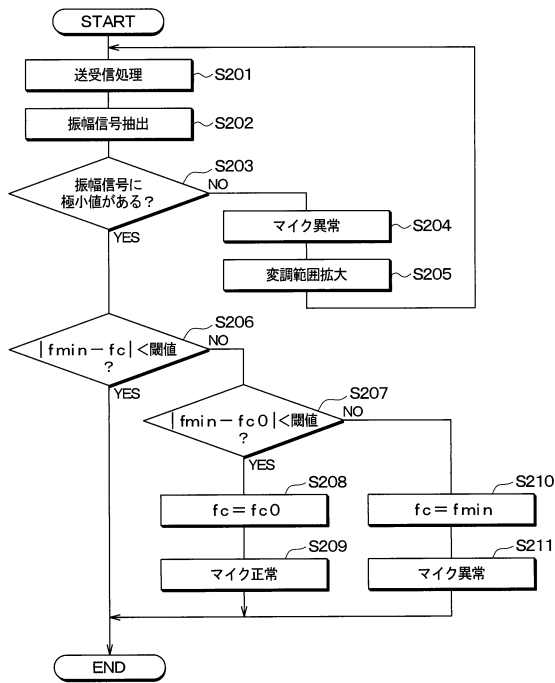 START
送受信処理
S201
振幅信号抽出
S202
振幅信号に
極小値がある?
S203
NO
YES
マイク異常
S204
変調範囲拡大
S205
|fmin-fc|<閾値
?
S206
NO
YES
|fmin-fc0|<閾値
?
S207
NO
YES
fc=fc0
S208
マイク正常
S209
fc=fmin
S210
マイク異常
S211
END